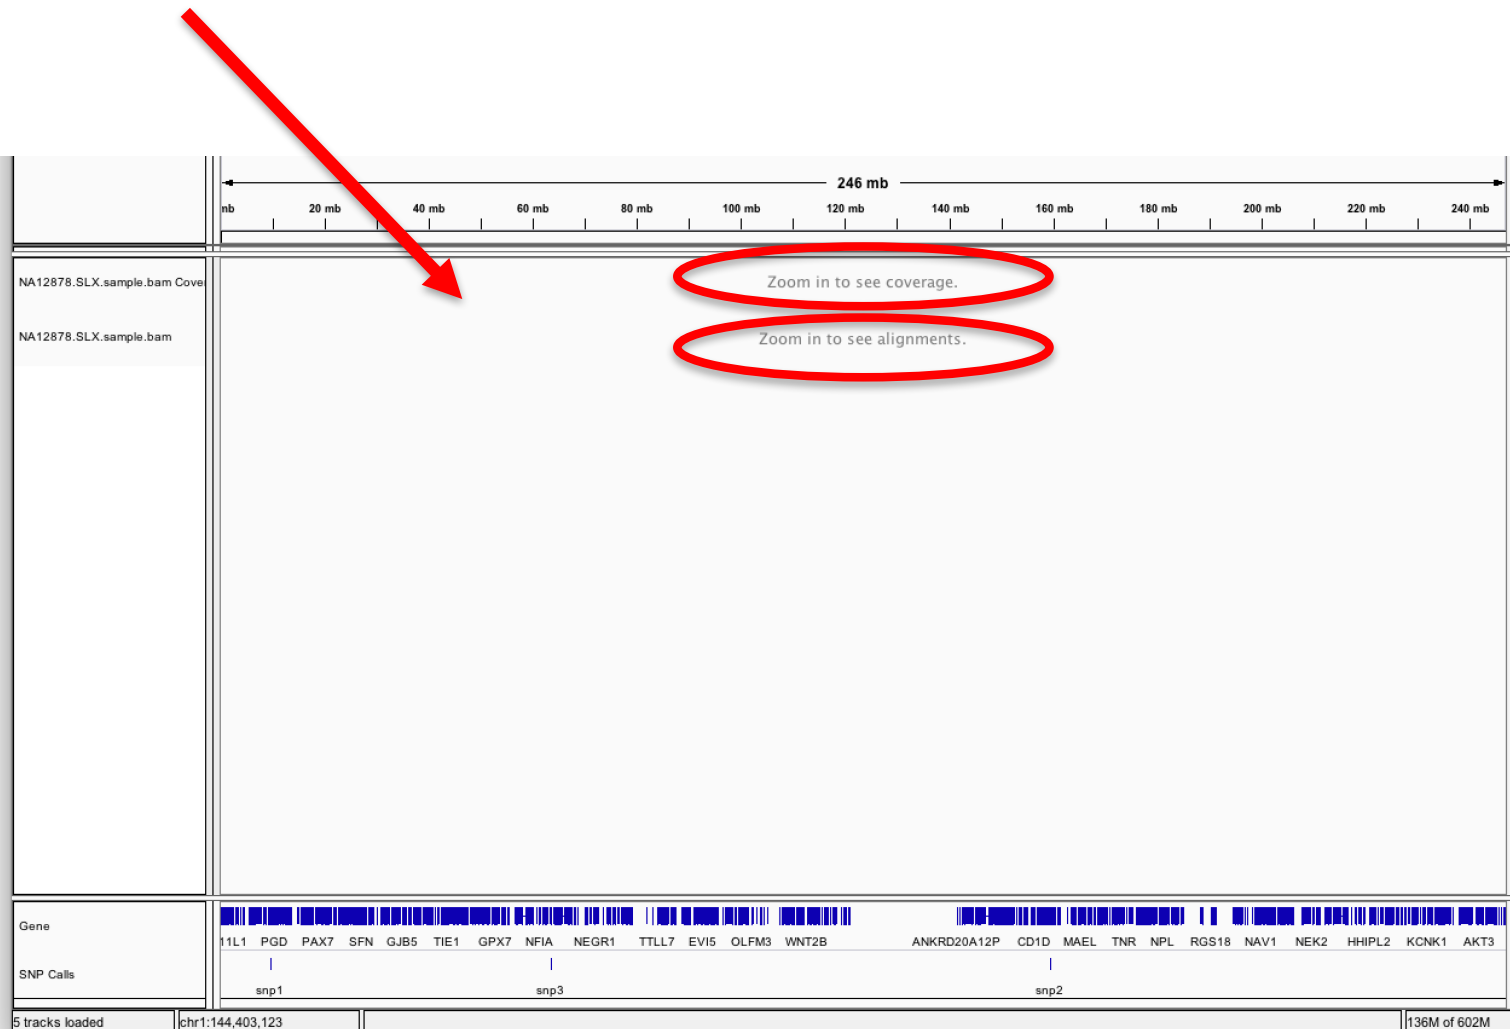 246 mb
mb 20 mb 40 mb 60 mb 80 mb 100 mb 120 mb 140 mb 160 mb 180 mb 200 mb 220 mb 240 mb
NA12878.SLX.sample.bam Cove
Zoom in to see coverage.
NA12878.SLX.sample.bam
Zoom in to see alignments.
Gene
11L1 PGD PAX7 SFN GJB5 TIE1 GPX7 NFIA NEGR1 TTLL7 EVI5 OLFM3 WNT2B ANKRD20A12P CD1D MAEL TNR NPL RGS18 NAV1 NEK2 HHIPL2 KCNK1 AKT3
SNP Calls
snp1 snp3 snp2
5 tracks loaded chr1:144,403,123 136M of 602M